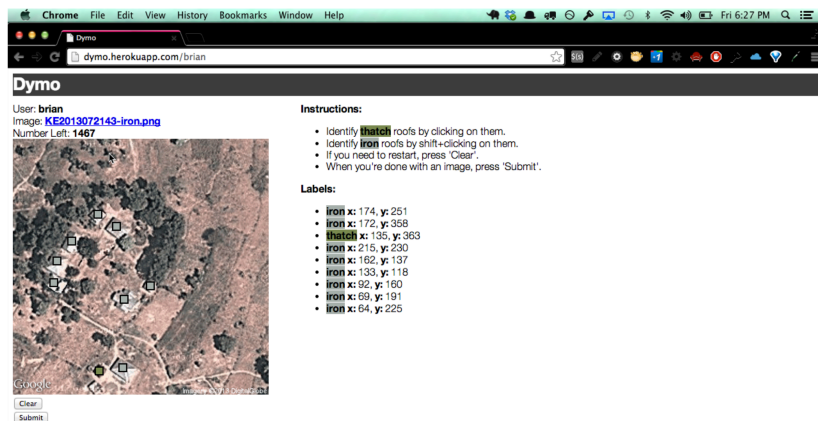 Chrome File Edit View History Bookmarks Window Help Fri 6:27 PM
Dymo
dymo.herokuapp.com/brian
Dymo
User: brian
Image: KE2013072143-iron.png
Number Left: 1467
Google
Clear
Submit
Instructions:
Identify thatch roofs by clicking on them.
Identify iron roofs by shift+clicking on them.
If you need to restart, press 'Clear'.
When you're done with an image, press 'Submit'.
Labels:
iron x: 174, y: 251
iron x: 172, y: 358
thatch x: 135, y: 363
iron x: 215, y: 230
iron x: 162, y: 137
iron x: 133, y: 118
iron x: 92, y: 160
iron x: 69, y: 191
iron x: 64, y: 225